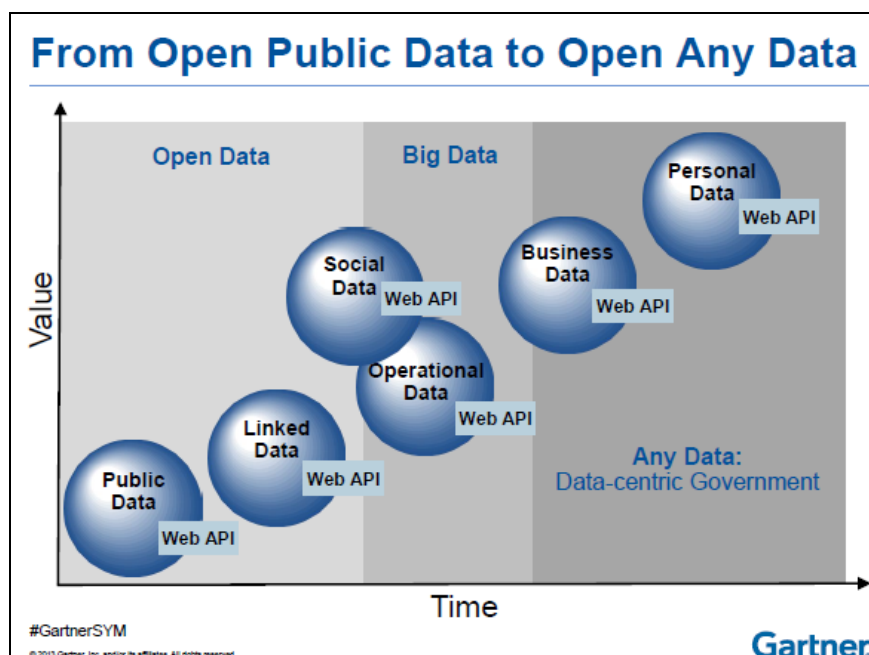 From Open Public Data to Open Any Data
Open Data
Big Data
Personal
Data
Web API
Social
Data
Web API
Business
Data
Web API
Value
Operational
Data
Web API
Linked
Data
Web API
Any Data:
Data-centric Government
Public
Data
Web API
Time
#GartnerSYM
Gartner.